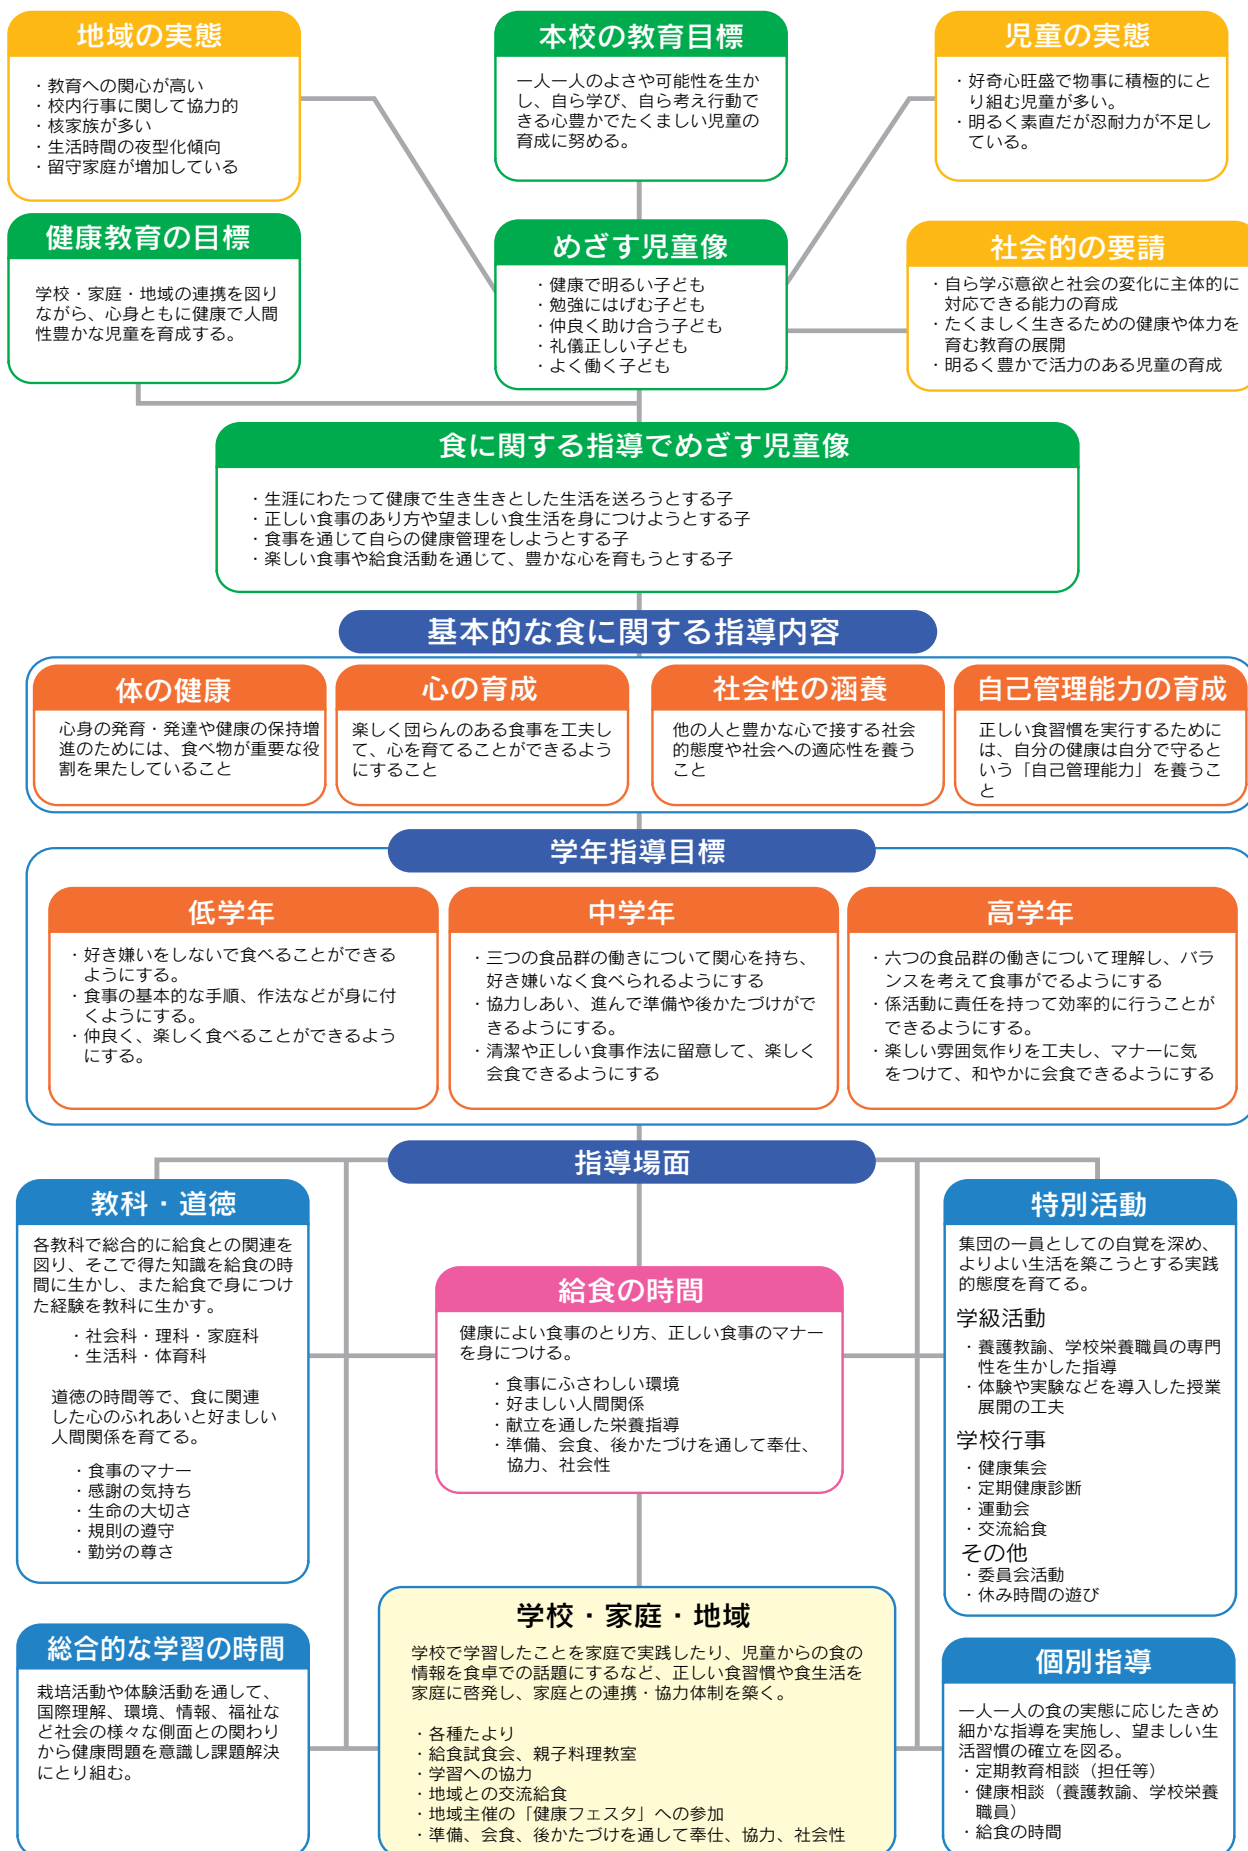 地域の実態
・教育への関心が高い
・校内行事に関して協力的
・核家族が多い
・生活時間の夜型化傾向
・留守家庭が増加している
本校の教育目標
一人一人のよさや可能性を生か
し、自ら学び、自ら考え行動で
きる心豊かでたくましい児童の
育成に努める。
児童の実態
・好奇心旺盛で物事に積極的にと
り組む児童が多い。
・明るく素直だが忍耐力が不足し
ている。
健康教育の目標
学校・家庭・地域の連携を図り
ながら、心身ともに健康で人間
性豊かな児童を育成する。
めざす児童像
・健康で明るい子ども
・勉強にはげむ子ども
・仲良く助け合う子ども
・礼儀正しい子ども
・よく働く子ども
社会的の要請
・自ら学ぶ意欲と社会の変化に主体的に
対応できる能力の育成
・たくましく生きるための健康や体力を
育む教育の展開
・明るく豊かで活力のある児童の育成
食に関する指導でめざす児童像
・生涯にわたって健康で生き生きとした生活を送ろうとする子
・正しい食事のあり方や望ましい食生活を身につけようとする子
・食事を通じて自らの健康管理をしようとする子
・楽しい食事や給食活動を通じて、豊かな心を育もうとする子
基本的な食に関する指導内容
体の健康
心身の発育・発達や健康の保持増
進のためには、食べ物が重要な役
割を果たしていること
心の育成
楽しく団らんのある食事を工夫し
て、心を育てることができるよう
にすること
社会性の涵養
他の人と豊かな心で接する社会
的態度や社会への適応性を養う
こと
自己管理能力の育成
正しい食習慣を実行するために
は、自分の健康は自分で守ると
いう「自己管理能力」を養うこ
と
学年指導目標
低学年
・好き嫌いをしないで食べることができる
ようにする。
・食事の基本的な手順、作法などが身に付
くようにする。
・仲良く、楽しく食べることができるよう
にする。
中学年
・三つの食品群の働きについて関心を持ち、
好き嫌いなく食べられるようにする
・協力しあい、進んで準備や後かたづけがで
きるようにする。
・清潔や正しい食事作法に留意して、楽しく
会食できるようにする
高学年
・六つの食品群の働きについて理解し、バラ
ンスを考えて食事がでるようにする
・係活動に責任を持って効率的に行うことが
できるようにする。
・楽しい雰囲気作りを工夫し、マナーに気
をつけて、和やかに会食できるようにする
指導場面
教科・道徳
各教科で総合的に給食との関連を
図り、そこで得た知識を給食の時
間に生かし、また給食で身につけ
た経験を教科に生かす。
・社会科・理科・家庭科
・生活科・体育科
道徳の時間等で、食に関連
した心のふれあいと好ましい
人間関係を育てる。
・食事のマナー
・感謝の気持ち
・生命の大切さ
・規則の遵守
・勤労の尊さ
給食の時間
健康によい食事のとり方、正しい食事のマナー
を身につける。
・食事にふさわしい環境
・好ましい人間関係
・献立を通した栄養指導
・準備、会食、後かたづけを通して奉仕、
協力、社会性
特別活動
集団の一員としての自覚を深め、
よりよい生活を築こうとする実践
的態度を育てる。
学級活動
・養護教諭、学校栄養職員の専門
性を生かした指導
・体験や実験などを導入した授業
展開の工夫
学校行事
・健康集会
・定期健康診断
・運動会
・交流給食
その他
・委員会活動
・休み時間の遊び
総合的な学習の時間
栽培活動や体験活動を通して、
国際理解、環境、情報、福祉な
ど社会の様々な側面との関わり
から健康問題を意識し課題解決
にとり組む。
学校・家庭・地域
学校で学習したことを家庭で実践したり、児童からの食の
情報を食卓での話題にするなど、正しい食習慣や食生活を
家庭に啓発し、家庭との連携・協力体制を築く。
・各種たより
・給食試食会、親子料理教室
・学習への協力
・地域との交流給食
・地域主催の「健康フェスタ」への参加
・準備、会食、後かたづけを通して奉仕、協力、社会性
個別指導
一人一人の食の実態に応じたきめ
細かな指導を実施し、望ましい生
活習慣の確立を図る。
・定期教育相談（担任等）
・健康相談（養護教諭、学校栄養
職員）
・給食の時間